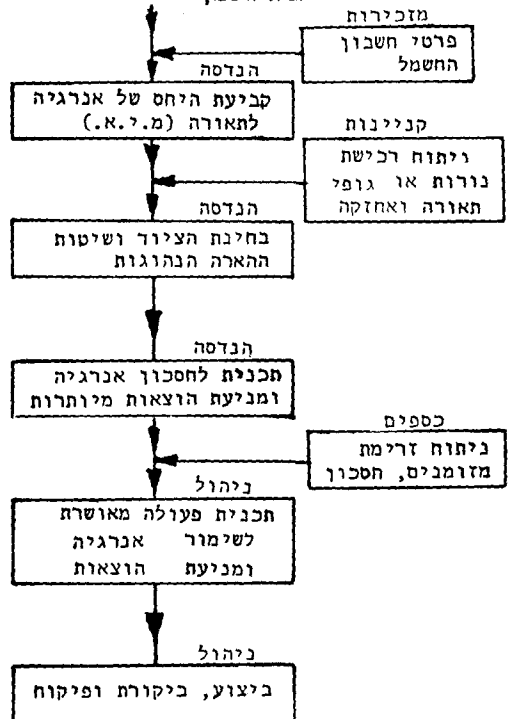 מזכירות
פרטי חשבון
החשמל
הנדסה
קביעת היחס של אנרגיה
לתאורה (מ.י.א.)
קניינות
ניתוח רכישת
נורות או גופי
תאורה ואחזקה
הנדסה
בחינת הציוד ושיטות
ההארה הנהוגות
הנדסה
תכנית לחסכון אנרגיה
ומניעת הוצאות מיותרות
כספים
ניתוח זרימת
מזומנים, חסכון
ניהול
תכנית פעולה מאושרת
לשימור אנרגיה
ומניעת הוצאות
ניהול
ביצוע, ביקורת ופיקוח